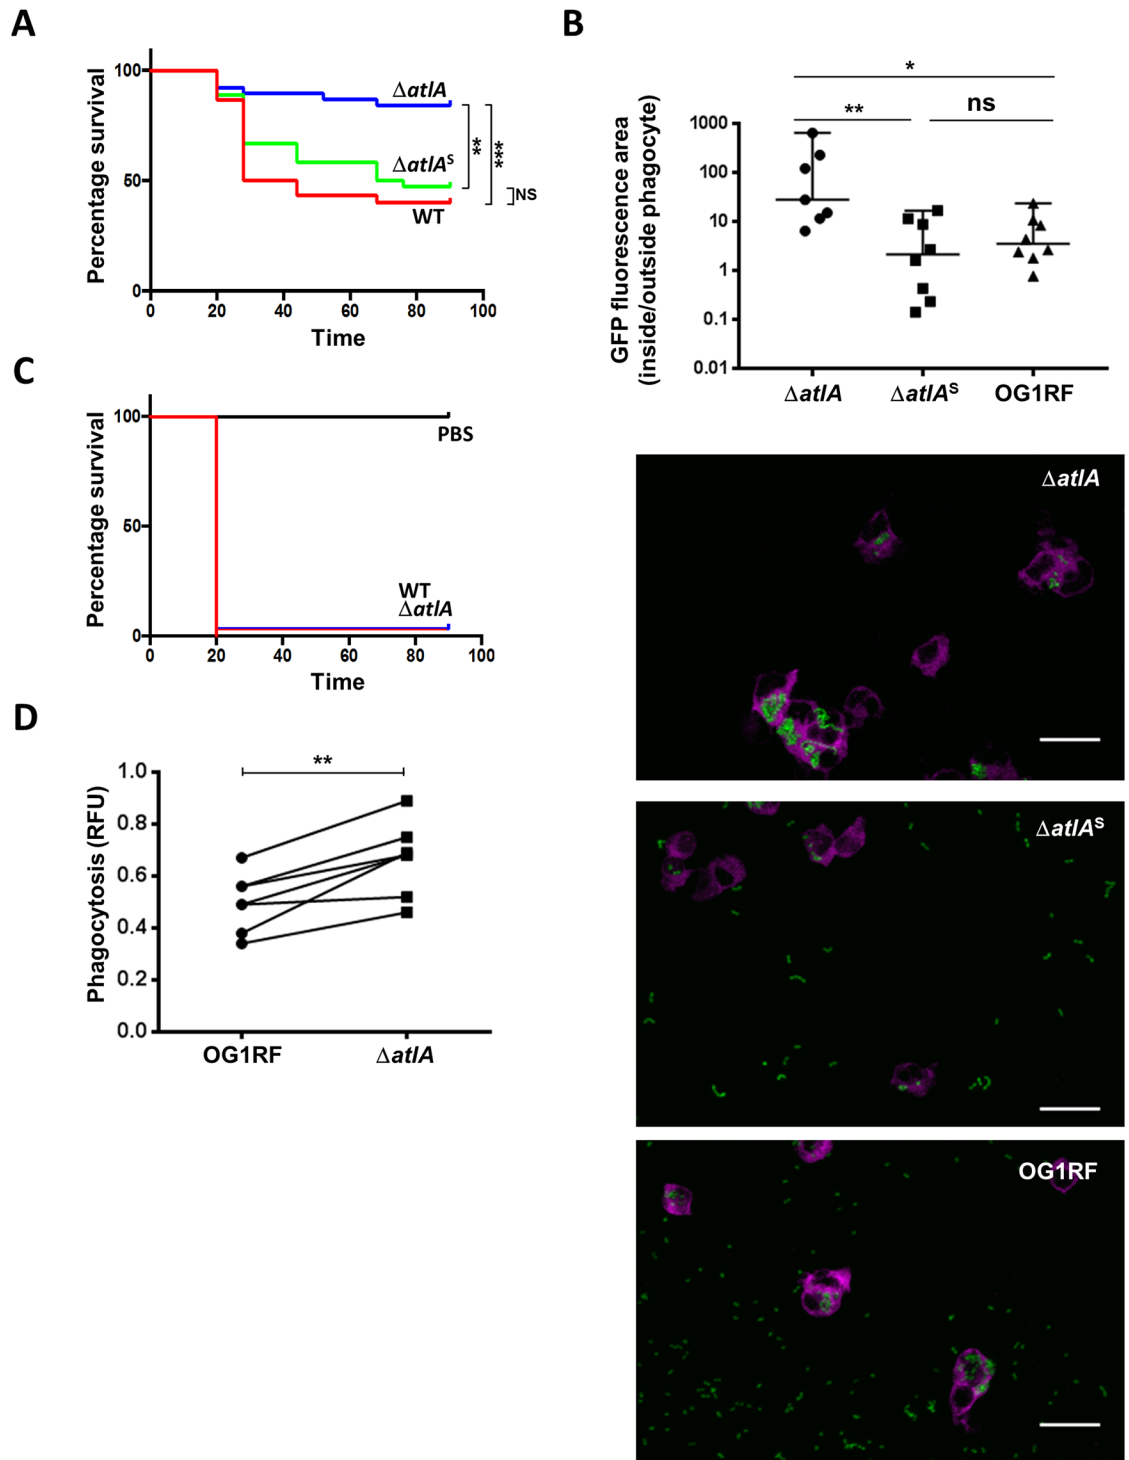 A
Percentage survival
100
50
0
0 20 40 60 80 100
Time
ΔatlA
ΔatlAS
WT
**
***
NS
B
GFP fluorescence area
(inside/outside phagocyte)
1000
100
10
1
0.1
0.01
*
**
ns
ΔatlA ΔatlAS OG1RF
ΔatlA
ΔatlAS
OG1RF
C
Percentage survival
100
50
0
0 20 40 60 80 100
Time
PBS
WT
ΔatlA
D
Phagocytosis (RFU)
1.0
0.8
0.6
0.4
0.2
0.0
**
OG1RF ΔatlA